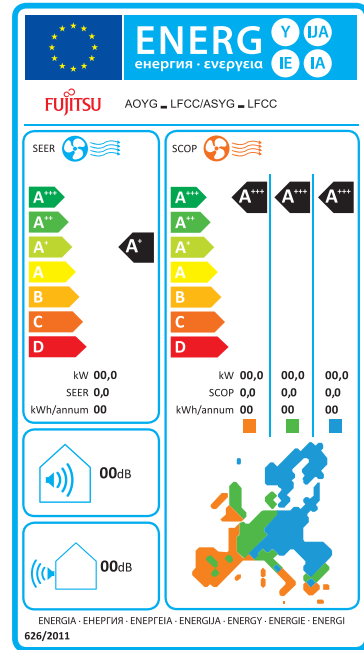 ENERG Y IJA
енергия · ενεργεια IE IA
FUJITSU AOYG _ LFCC/ASYG _ LFCC
SEER
A+++
A++
A+
A
B
C
D
A+
kW 00,0
SEER 0,0
kWh/annum 00
SCOP
A+++
A++
A+
A
B
C
D
A+++ A+++ A+++
kW 00,0 00,0 00,0
SCOP 0,0 0,0 0,0
kWh/annum 00 00 00
00dB
00dB
ENERGIA · ЕНЕРГИЯ · ΕΝΕΡΓΕΙΑ · ENERGIJA · ENERGY · ENERGIE · ENERGI
626/2011